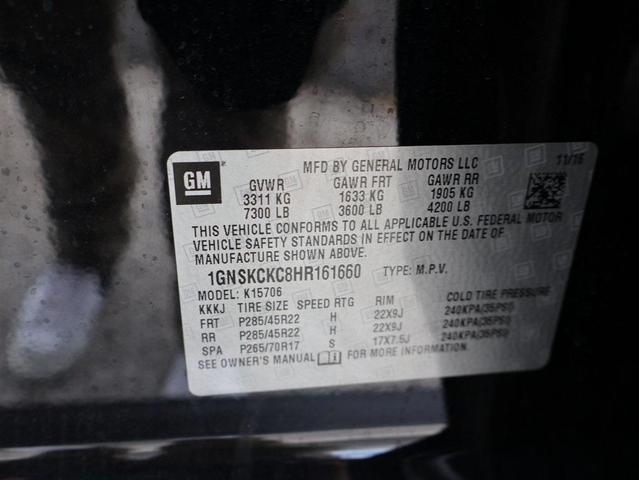 GM
MFD BY GENERAL MOTORS LLC 11/16
GVWR GAWR FRT GAWR RR
3311 KG 1633 KG 1905 KG
7300 LB 3600 LB 4200 LB
THIS VEHICLE CONFORMS TO ALL APPLICABLE U.S. FEDERAL MOTOR
VEHICLE SAFETY STANDARDS IN EFFECT ON THE DATE OF
MANUFACTURE SHOWN ABOVE.
1GNSKCKC8HR161660 TYPE: M.P.V.
MODEL: K15706
KKKJ TIRE SIZE SPEED RTG RIM COLD TIRE PRESSURE
FRT P285/45R22 H 22X9J 240KPA(35PSI)
RR P285/45R22 H 22X9J 240KPA(35PSI)
SPA P265/70R17 S 17X7.5J 240KPA(35PSI)
SEE OWNER'S MANUAL FOR MORE INFORMATION.